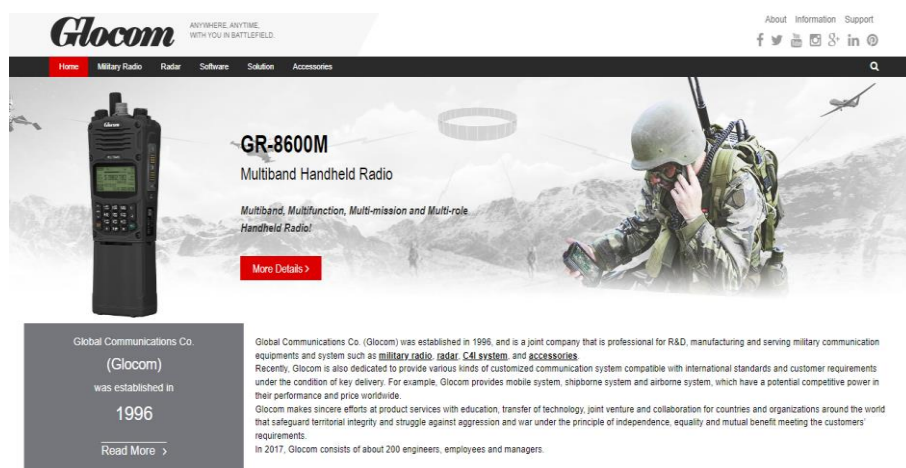 Glocom
ANYWHERE, ANYTIME,
WITH YOU IN BATTLEFIELD.
About Information Support
Home Military Radio Radar Software Solution Accessories
GR-8600M
Multiband Handheld Radio
Multiband, Multifunction, Multi-mission and Multi-role
Handheld Radio!
More Details >
Global Communications Co.
(Glocom)
was established in
1996
Read More >
Global Communications Co. (Glocom) was established in 1996, and is a joint company that is professional for R&D, manufacturing and serving military communication
equipments and system such as military radio, radar, C4I system, and accessories.
Recently, Glocom is also dedicated to provide various kinds of customized communication system compatible with international standards and customer requirements
under the condition of key delivery. For example, Glocom provides mobile system, shipborne system and airborne system, which have a potential competitive power in
their performance and price worldwide.
Glocom makes sincere efforts at product services with education, transfer of technology, joint venture and collaboration for countries and organizations around the world
that safeguard territorial integrity and struggle against aggression and war under the principle of independence, equality and mutual benefit meeting the customers'
requirements.
In 2017, Glocom consists of about 200 engineers, employees and managers.